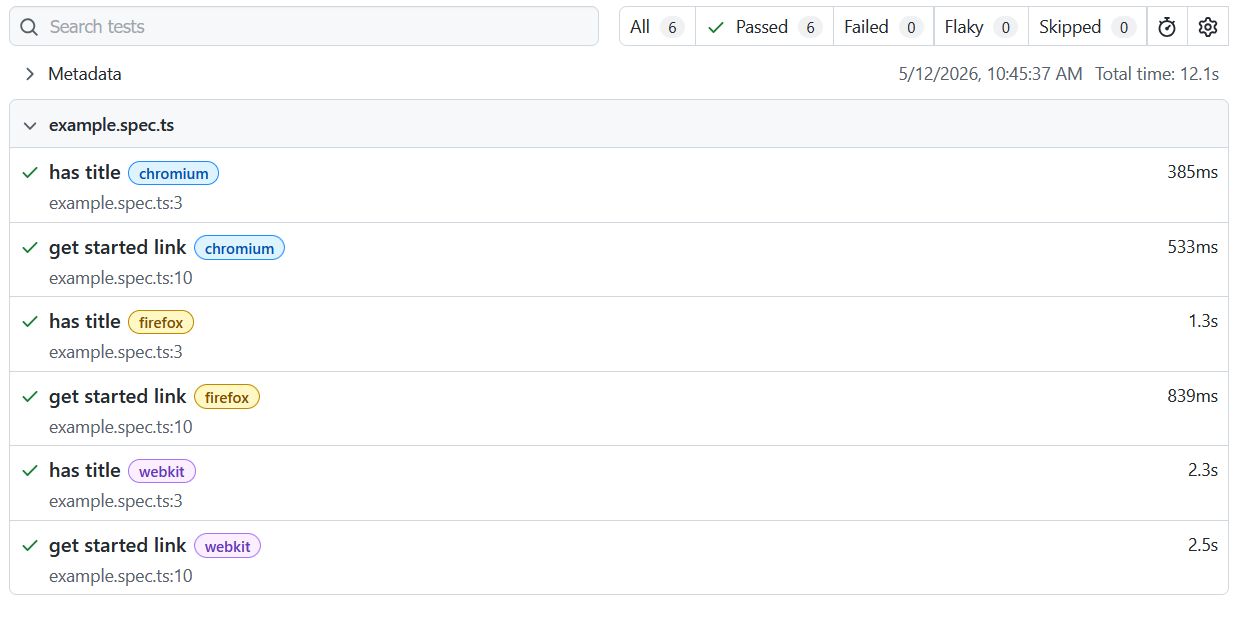 Search tests All 6 Passed 6 Failed 0 Flaky 0 Skipped 0
Metadata 5/12/2026, 10:45:37 AM Total time: 12.1s
example.spec.ts
has title chromium 385ms
example.spec.ts:3
get started link chromium 533ms
example.spec.ts:10
has title firefox 1.3s
example.spec.ts:3
get started link firefox 839ms
example.spec.ts:10
has title webkit 2.3s
example.spec.ts:3
get started link webkit 2.5s
example.spec.ts:10